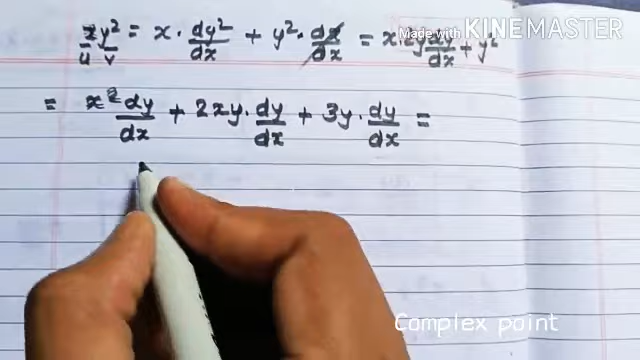 Made with KINEMASTER
xy² = x · dy²/dx + y² · dx/dx = x · 2y dy/dx + y²
u v
= x² dy/dx + 2xy · dy/dx + 3y · dy/dx =
Complex point